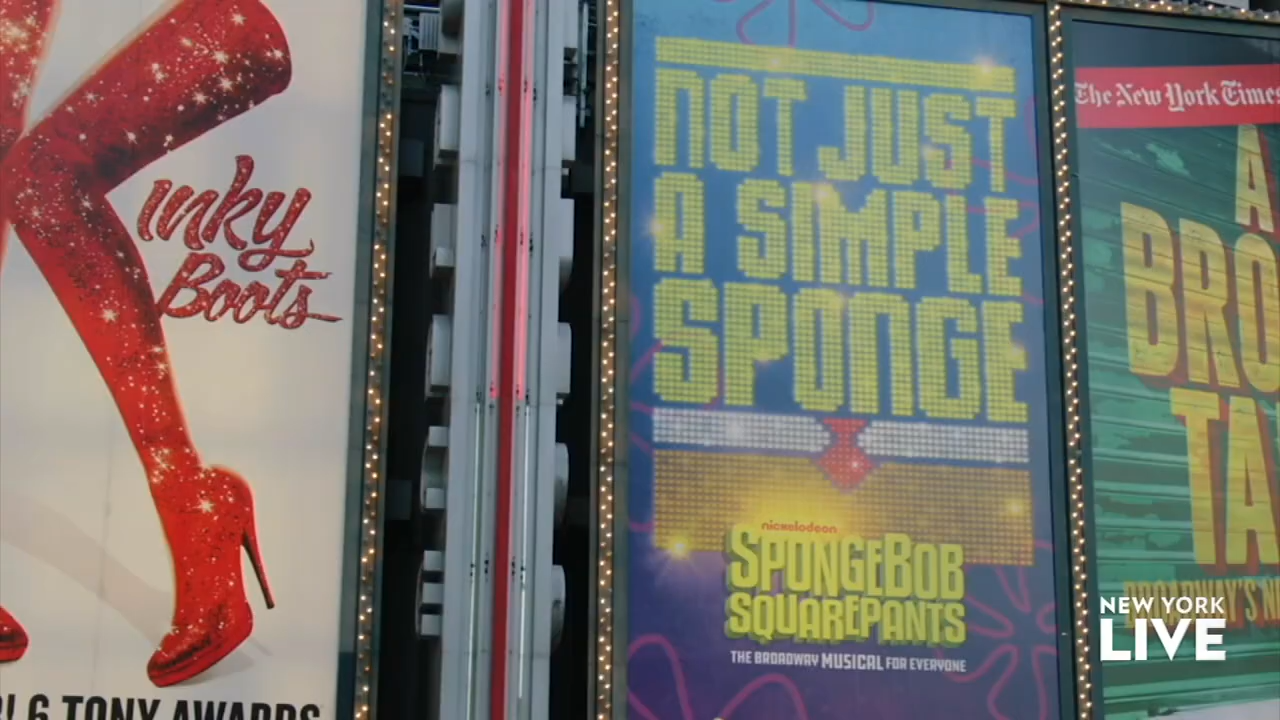 Inky
Boots
6 TONY AWARDS
NOT JUST
A SIMPLE
SPONGE
nickelodeon
SPONGEBOB
SQUAREPANTS
THE BROADWAY MUSICAL FOR EVERYONE
The New York Times
A
BRO
TA
BROADWAY'S N
NEW YORK
LIVE